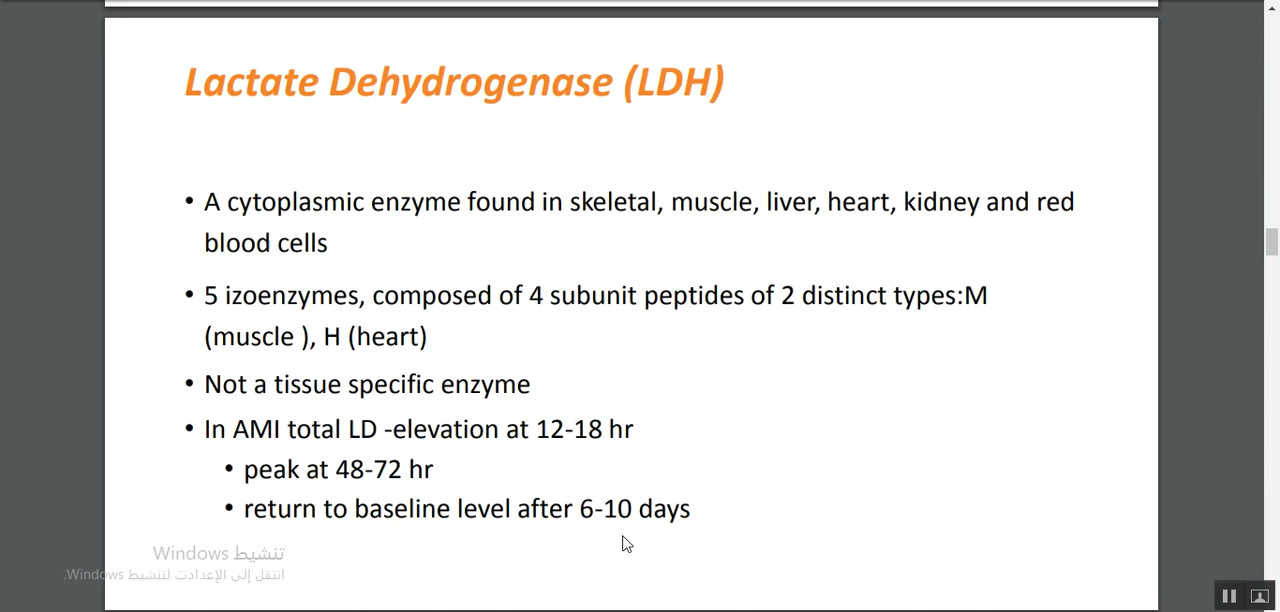 Lactate Dehydrogenase (LDH)
• A cytoplasmic enzyme found in skeletal, muscle, liver, heart, kidney and red
blood cells
• 5 izoenzymes, composed of 4 subunit peptides of 2 distinct types:M
(muscle ), H (heart)
• Not a tissue specific enzyme
• In AMI total LD -elevation at 12-18 hr
• peak at 48-72 hr
• return to baseline level after 6-10 days
تنشيط Windows
انتقل إلى الإعدادت لتنشيط Windows.